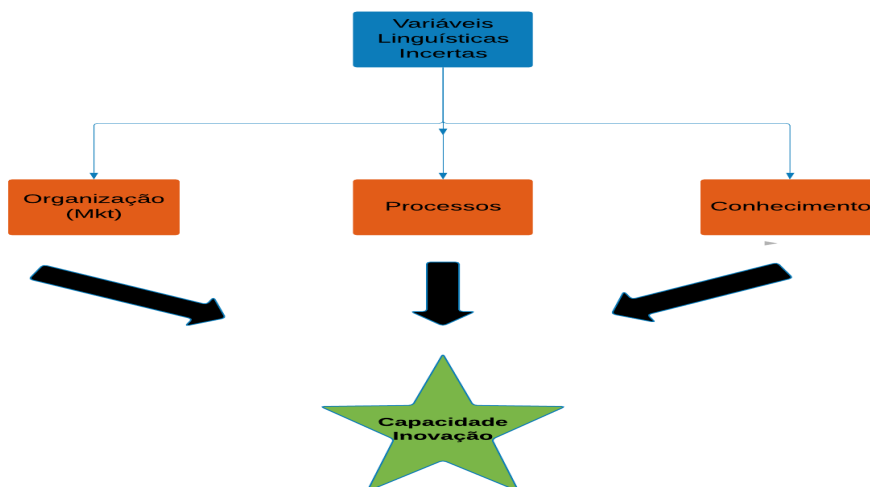 Variáveis
Linguísticas
Incertas
Organização
(Mkt)
Processos
Conhecimento
Capacidade
Inovação